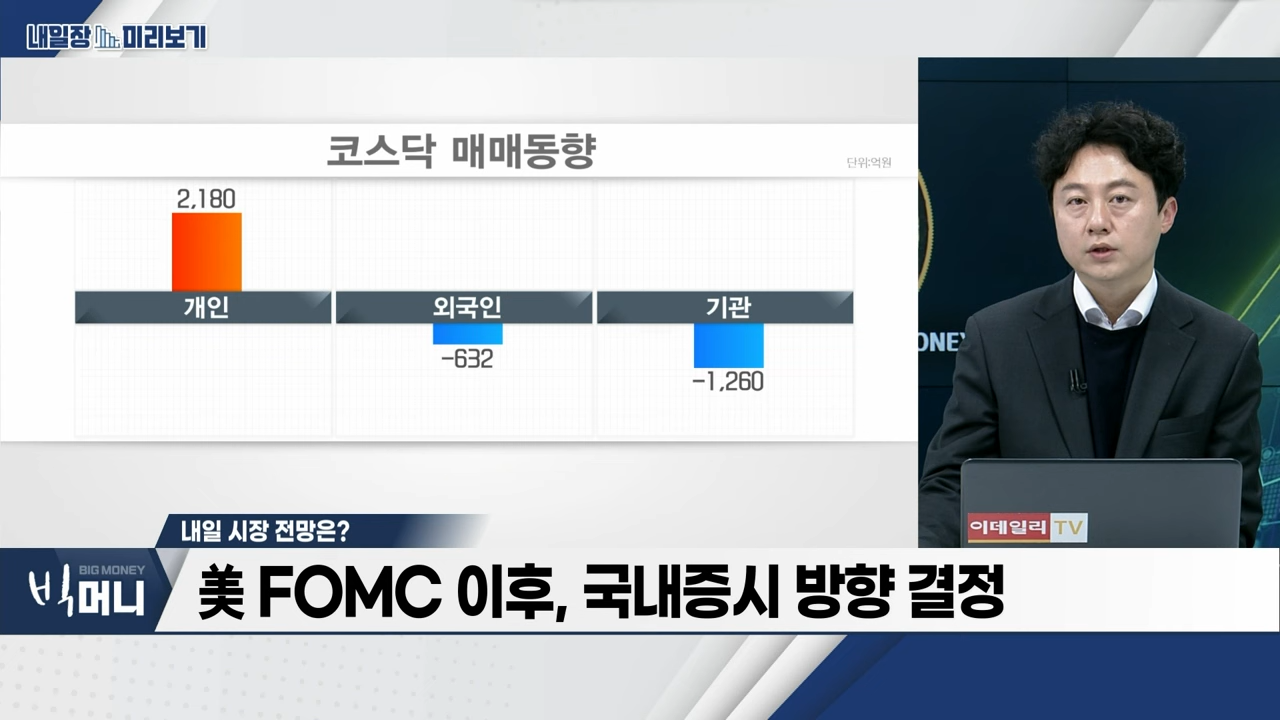 내일장 미리보기
코스닥 매매동향
단위:억원
2,180
개인
외국인
기관
-632
-1,260
ONEY
이데일리 TV
내일 시장 전망은?
BIG MONEY
빅머니
美 FOMC 이후, 국내증시 방향 결정